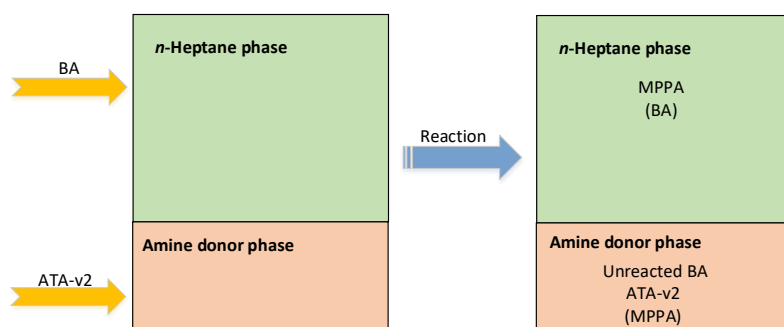 n-Heptane phase
BA
Amine donor phase
ATA-v2
Reaction
n-Heptane phase
MPPA
(BA)
Amine donor phase
Unreacted BA
ATA-v2
(MPPA)